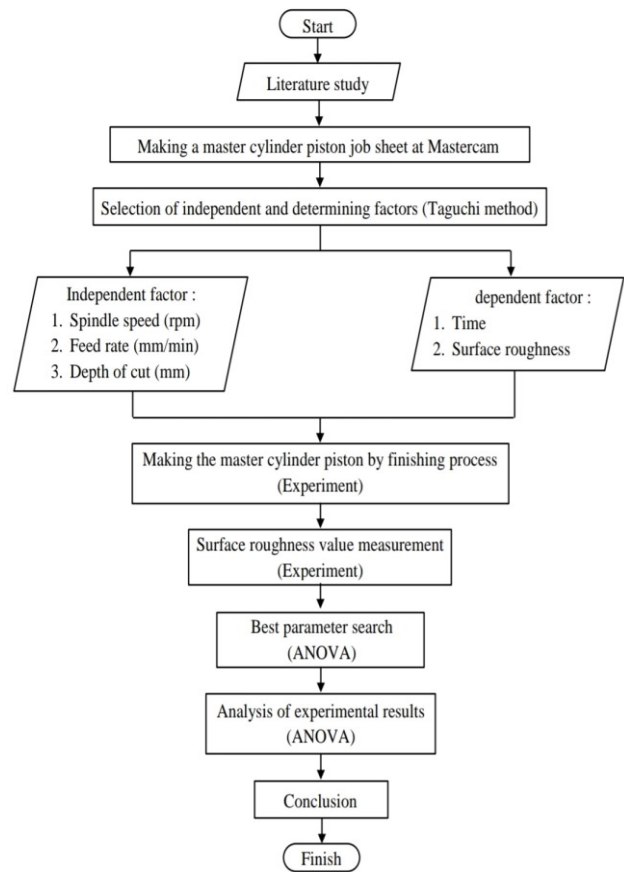 Start
Literature study
Making a master cylinder piston job sheet at Mastercam
Selection of independent and determining factors (Taguchi method)
Independent factor :
1. Spindle speed (rpm)
2. Feed rate (mm/min)
3. Depth of cut (mm)
dependent factor :
1. Time
2. Surface roughness
Making the master cylinder piston by finishing process
(Experiment)
Surface roughness value measurement
(Experiment)
Best parameter search
(ANOVA)
Analysis of experimental results
(ANOVA)
Conclusion
Finish